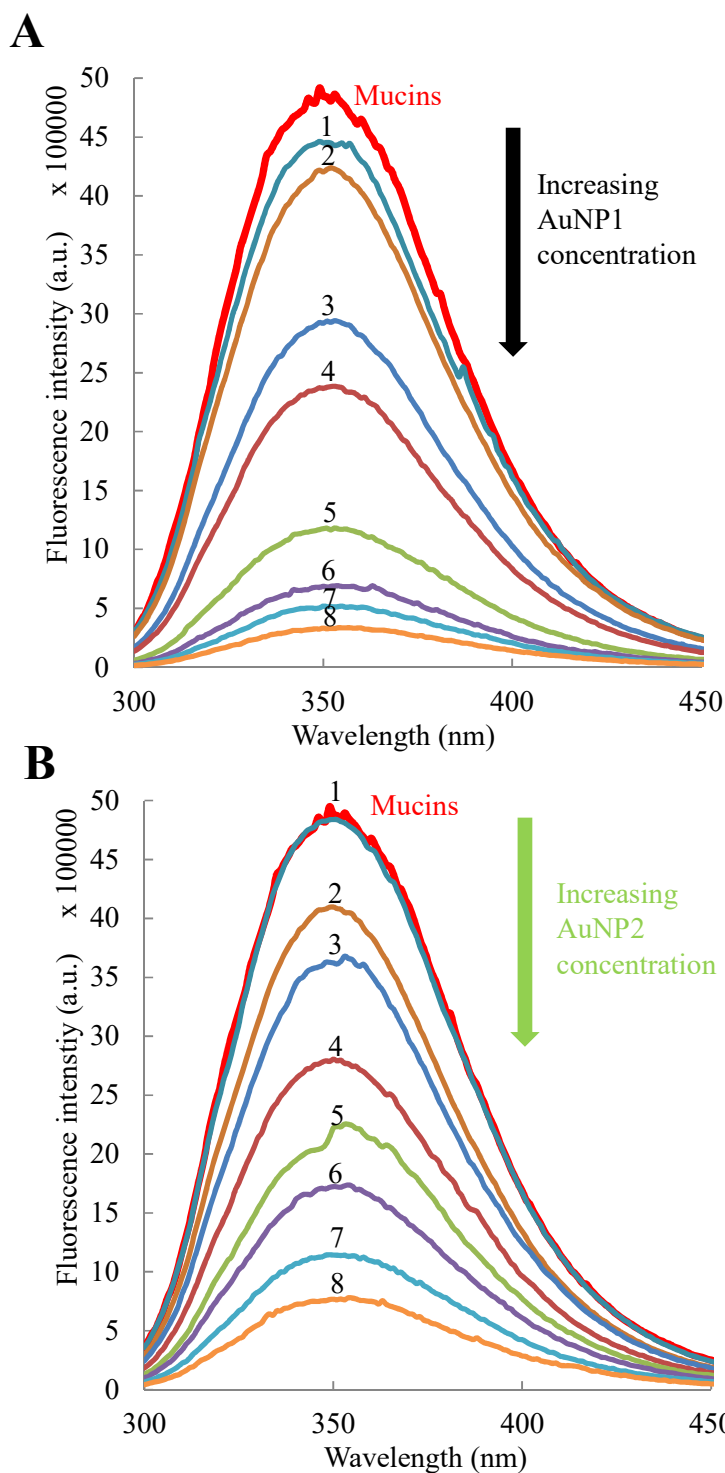 A
x 100000
Fluorescence intensity (a.u.)
50
45
40
35
30
25
20
15
10
5
0
Mucins
1
2
3
4
5
6
7
8
Increasing
AuNP1
concentration
300
350
400
450
Wavelength (nm)
B
x 100000
Fluorescence intenstiy (a.u.)
50
45
40
35
30
25
20
15
10
5
0
1
Mucins
2
3
4
5
6
7
8
Increasing
AuNP2
concentration
300
350
400
450
Wavelength (nm)